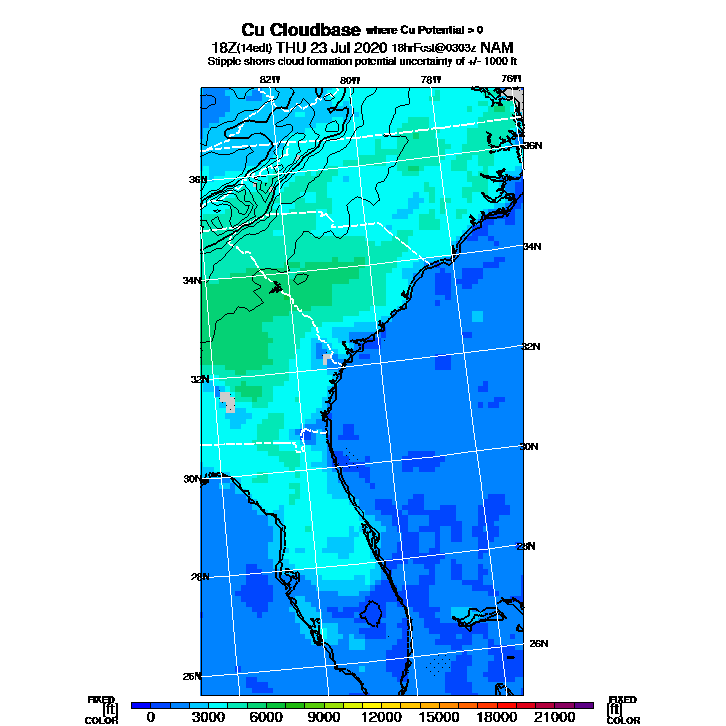 Cu Cloudbase where Cu Potential > 0
18Z(14edt) THU 23 Jul 2020 18hrFcst@0303z NAM
Stipple shows cloud formation potential uncertainty of +/- 1000 ft
82W 80W 78W 76W
36N
36N
34N
34N
32N
32N
30N
30N
28N
28N
26N
26N
FIXED FIXED
[ft] [ft]
COLOR COLOR
0 3000 6000 9000 12000 15000 18000 21000